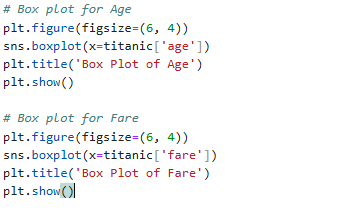 # Box plot for Age
plt.figure(figsize=(6, 4))
sns.boxplot(x=titanic['age'])
plt.title('Box Plot of Age')
plt.show()
# Box plot for Fare
plt.figure(figsize=(6, 4))
sns.boxplot(x=titanic['fare'])
plt.title('Box Plot of Fare')
plt.show()